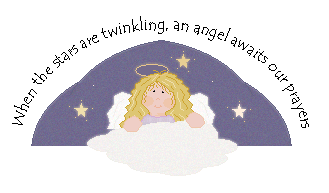 When the stars are twinkling, an angel awaits our prayers